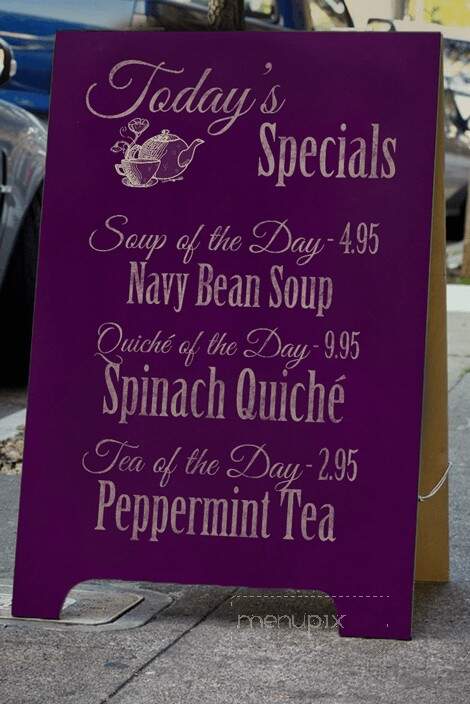 Today's
Specials
Soup of the Day - 4.95
Navy Bean Soup
Quiché of the Day - 9.95
Spinach Quiché
Tea of the Day - 2.95
Peppermint Tea
menupix